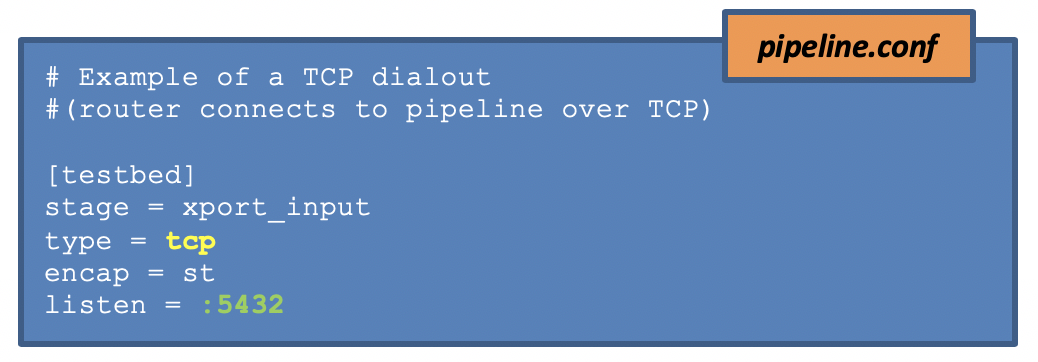 pipeline.conf
# Example of a TCP dialout
#(router connects to pipeline over TCP)
[testbed]
stage = xport_input
type = tcp
encap = st
listen = :5432